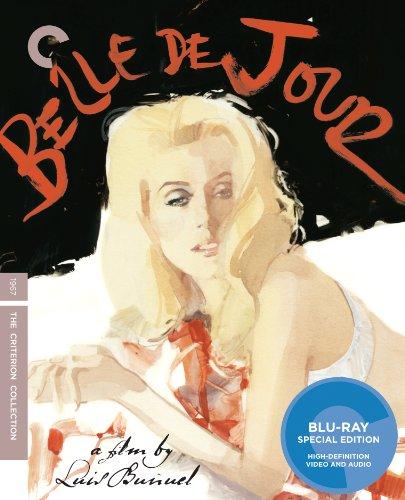 BELLE DE JOUR
1967
THE CRITERION COLLECTION
a film by
Luis Buñuel
BLU-RAY
SPECIAL EDITION
HIGH-DEFINITION
VIDEO AND AUDIO